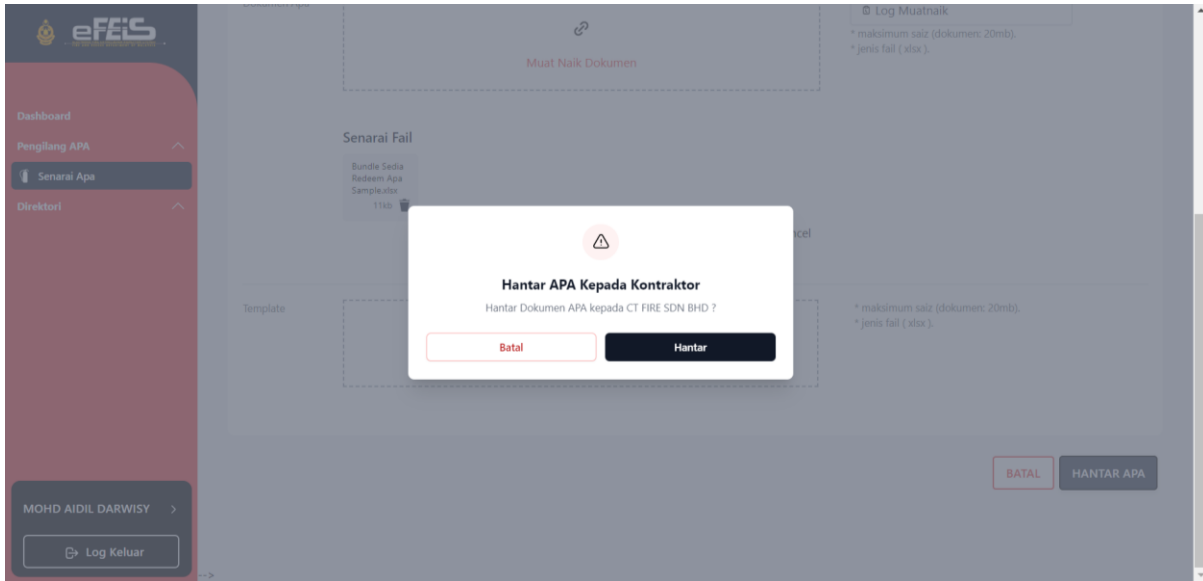 eFEiS
Dashboard
Pengilang APA
Senarai Apa
Direktori
MOHD AIDIL DARWISY
Log Keluar
-->
Muat Naik Dokumen
Log Muatnaik
* maksimum saiz (dokumen: 20mb).
* jenis fail ( xlsx ).
Senarai Fail
Bundle Sedia
Redeem Apa
Sample.xlsx
11kb
Hantar APA Kepada Kontraktor
Hantar Dokumen APA kepada CT FIRE SDN BHD ?
Batal
Hantar
Template
* maksimum saiz (dokumen: 20mb).
* jenis fail ( xlsx ).
BATAL
HANTAR APA